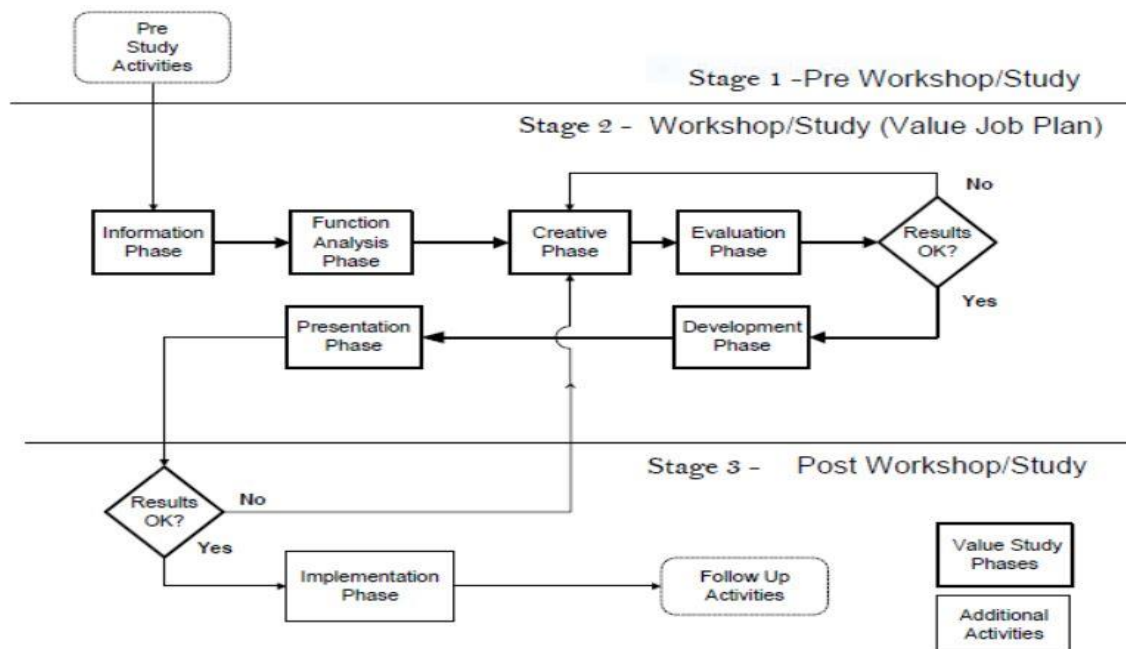 Pre
Study
Activities
Stage 1 -Pre Workshop/Study
Stage 2 - Workshop/Study (Value Job Plan)
No
Information
Phase
Function
Analysis
Phase
Creative
Phase
Evaluation
Phase
Results
OK?
Yes
Presentation
Phase
Development
Phase
Stage 3 - Post Workshop/Study
Results
OK?
No
Yes
Implementation
Phase
Follow Up
Activities
Value Study
Phases
Additional
Activities